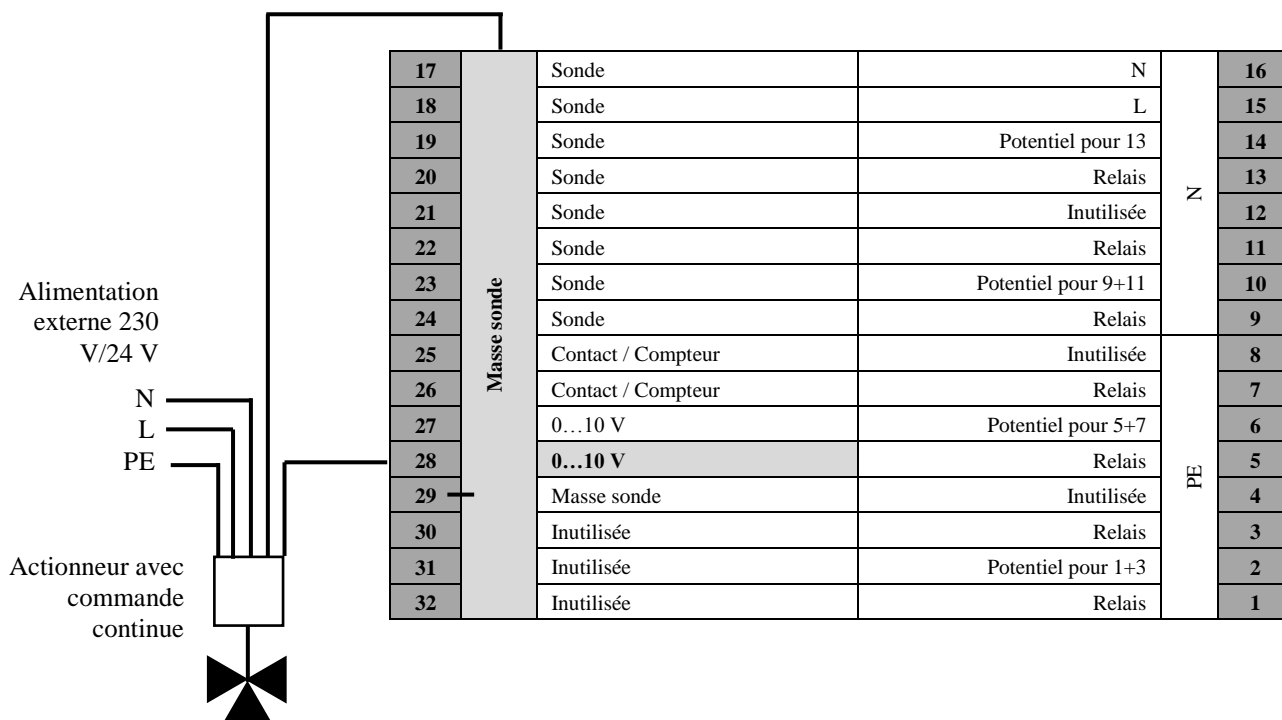 17 Sonde N 16
18 Sonde L 15
19 Sonde Potentiel pour 13 14
20 Sonde Relais 13
21 Sonde Inutilisée 12
22 Sonde Relais 11
23 Sonde Potentiel pour 9+11 10
24 Sonde Relais 9
25 Contact / Compteur Inutilisée 8
26 Contact / Compteur Relais 7
27 0…10 V Potentiel pour 5+7 6
28 0…10 V Relais 5
29 Masse sonde Inutilisée 4
30 Inutilisée Relais 3
31 Inutilisée Potentiel pour 1+3 2
32 Inutilisée Relais 1
Masse sonde
N
PE
Alimentation
externe 230
V/24 V
N
L
PE
Actionneur avec
commande
continue